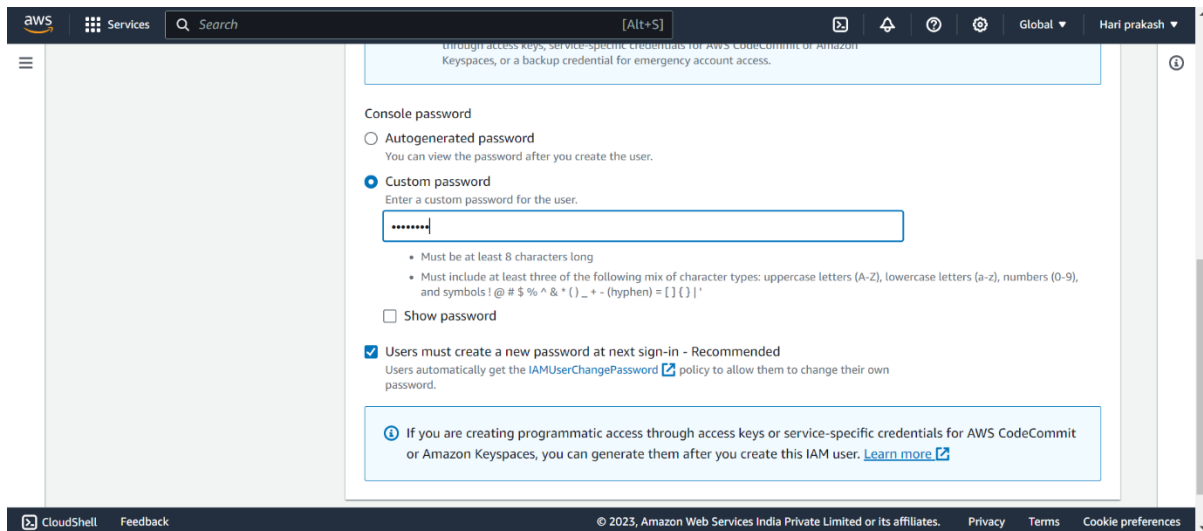 aws
Services
Search
[Alt+S]
Global ▼
Hari prakash ▼
through access keys, service-specific credentials for AWS CodeCommit or Amazon
Keyspaces, or a backup credential for emergency account access.
Console password
Autogenerated password
You can view the password after you create the user.
Custom password
Enter a custom password for the user.
••••••••
• Must be at least 8 characters long
• Must include at least three of the following mix of character types: uppercase letters (A-Z), lowercase letters (a-z), numbers (0-9),
and symbols ! @ # $ % ^ & * ( ) _ + - (hyphen) = [ ] { } | '
Show password
Users must create a new password at next sign-in - Recommended
Users automatically get the IAMUserChangePassword policy to allow them to change their own
password.
If you are creating programmatic access through access keys or service-specific credentials for AWS CodeCommit
or Amazon Keyspaces, you can generate them after you create this IAM user. Learn more
CloudShell
Feedback
© 2023, Amazon Web Services India Private Limited or its affiliates.
Privacy
Terms
Cookie preferences